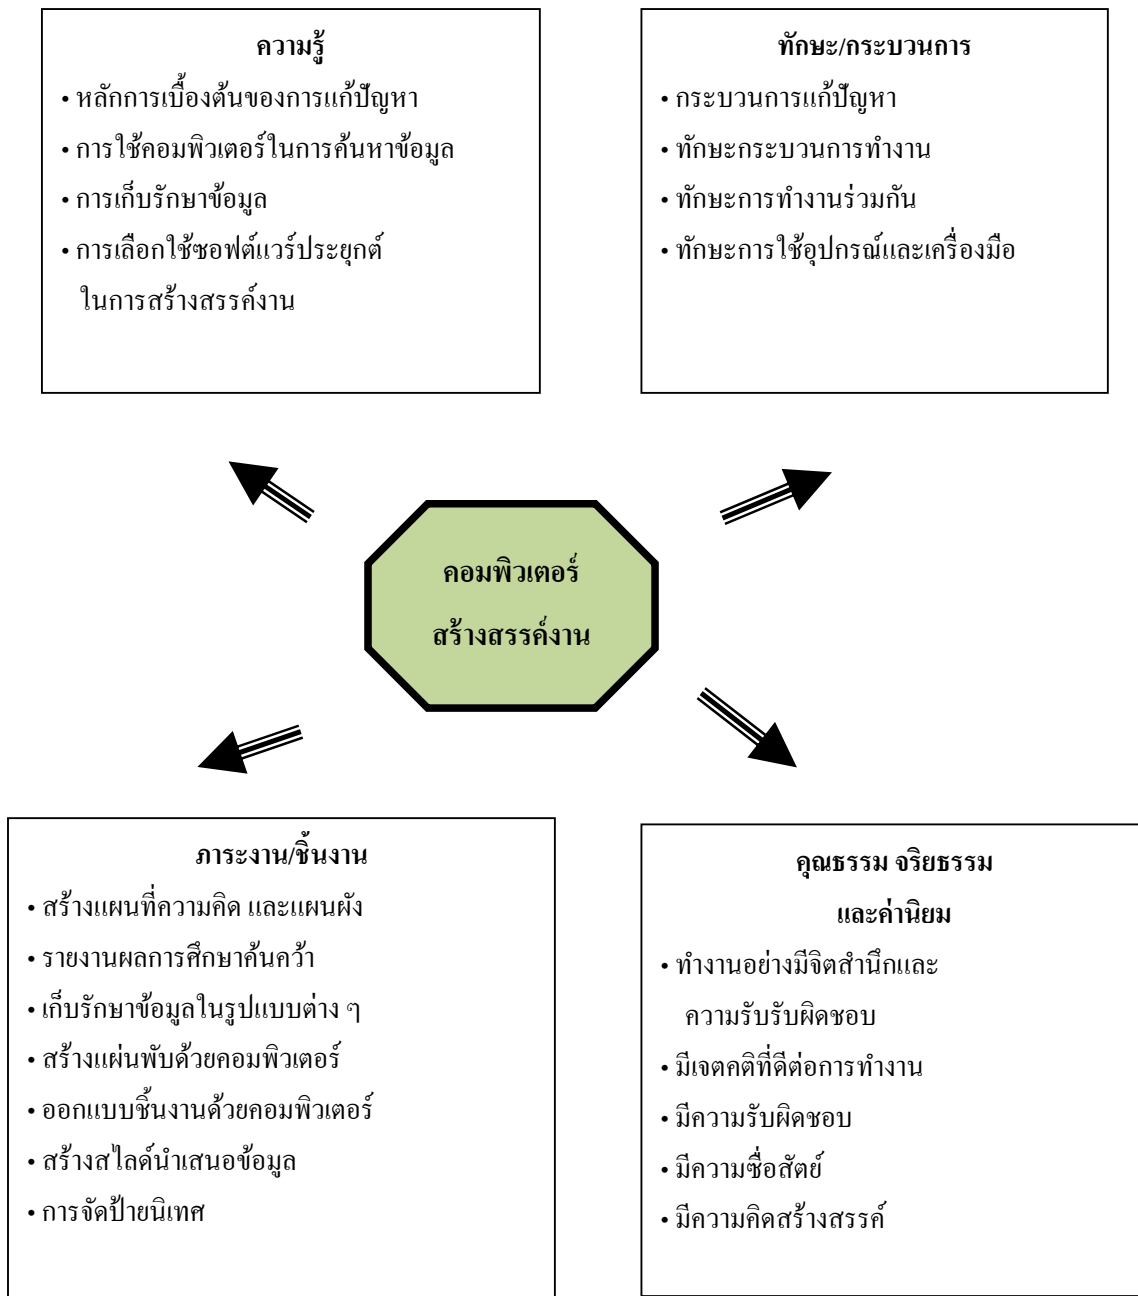 ความรู้
• หลักการเบื้องต้นของการแก้ปัญหา
• การใช้คอมพิวเตอร์ในการค้นหาข้อมูล
• การเก็บรักษาข้อมูล
• การเลือกใช้ซอฟต์แวร์ประยุกต์
ในการสร้างสรรค์งาน
ทักษะ/กระบวนการ
• กระบวนการแก้ปัญหา
• ทักษะกระบวนการทำงาน
• ทักษะการทำงานร่วมกัน
• ทักษะการใช้อุปกรณ์และเครื่องมือ
คอมพิวเตอร์
สร้างสรรค์งาน
ภาระงาน/ชิ้นงาน
• สร้างแผนที่ความคิด และแผนผัง
• รายงานผลการศึกษาค้นคว้า
• เก็บรักษาข้อมูลในรูปแบบต่าง ๆ
• สร้างแผ่นพับด้วยคอมพิวเตอร์
• ออกแบบชิ้นงานด้วยคอมพิวเตอร์
• สร้างสไลด์นำเสนอข้อมูล
• การจัดป้ายนิเทศ
คุณธรรม จริยธรรม
และค่านิยม
• ทำงานอย่างมีจิตสำนึกและ
ความรับรับผิดชอบ
• มีเจตคติที่ดีต่อการทำงาน
• มีความรับผิดชอบ
• มีความซื่อสัตย์
• มีความคิดสร้างสรรค์